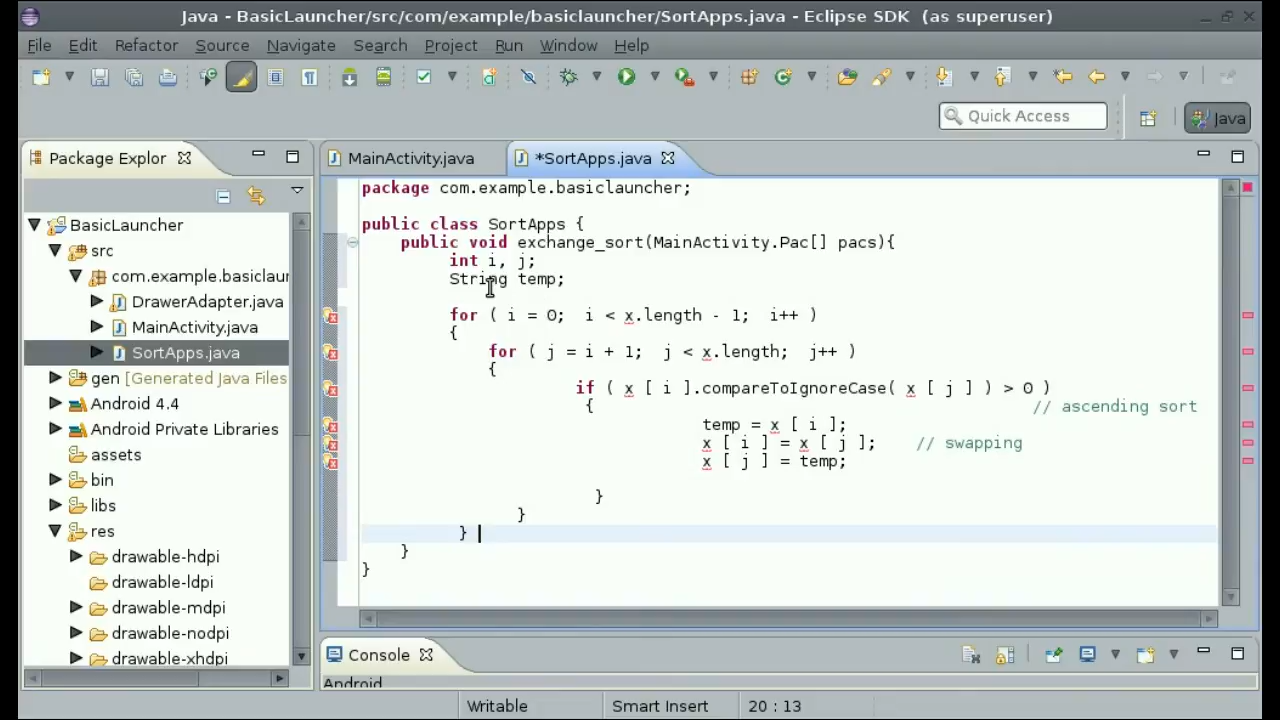 Java - BasicLauncher/src/com/example/basiclauncher/SortApps.java - Eclipse SDK (as superuser)
File Edit Refactor Source Navigate Search Project Run Window Help
Quick Access
Java
Package Explor
MainActivity.java
*SortApps.java
BasicLauncher
src
com.example.basiclaur
DrawerAdapter.java
MainActivity.java
SortApps.java
gen [Generated Java Files
Android 4.4
Android Private Libraries
assets
bin
libs
res
drawable-hdpi
drawable-ldpi
drawable-mdpi
drawable-nodpi
drawable-xhdpi
package com.example.basiclauncher;
public class SortApps {
public void exchange_sort(MainActivity.Pac[] pacs){
int i, j;
String temp;
for ( i = 0; i < x.length - 1; i++ )
{
for ( j = i + 1; j < x.length; j++ )
{
if ( x [ i ].compareToIgnoreCase( x [ j ] ) > 0 )
{ // ascending sort
temp = x [ i ];
x [ i ] = x [ j ]; // swapping
x [ j ] = temp;
}
}
}
}
}
Console
Android
Writable
Smart Insert
20 : 13